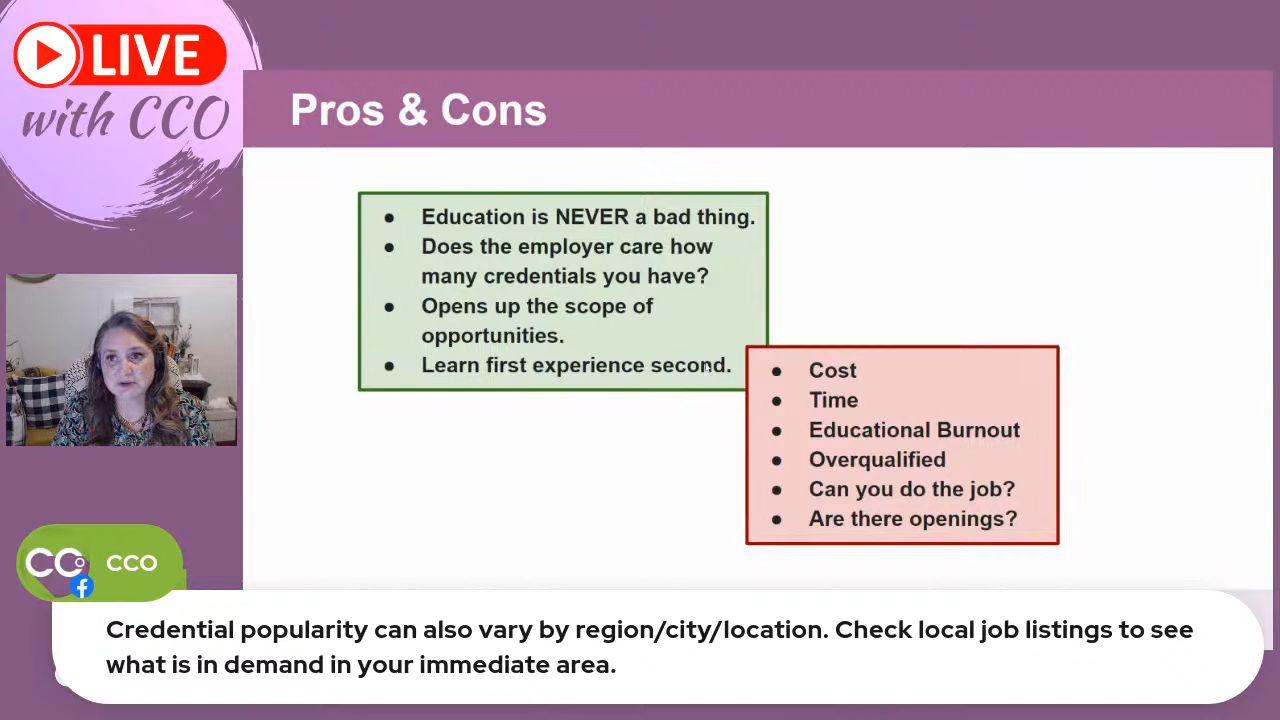 LIVE
with CCO
Pros & Cons
● Education is NEVER a bad thing.
● Does the employer care how
many credentials you have?
● Opens up the scope of
opportunities.
● Learn first experience second.
● Cost
● Time
● Educational Burnout
● Overqualified
● Can you do the job?
● Are there openings?
CCO CCO
Credential popularity can also vary by region/city/location. Check local job listings to see
what is in demand in your immediate area.